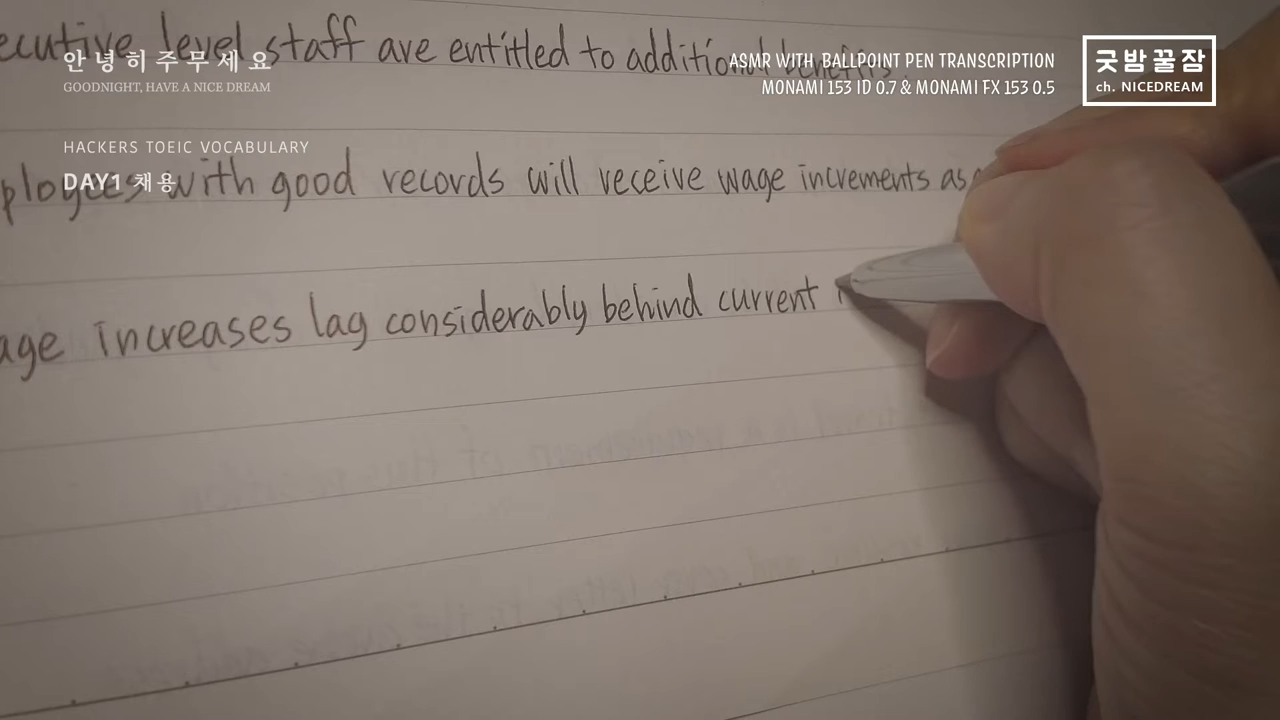 ecutive level staff are entitled to additional benefits.
안녕히주무세요
GOODNIGHT, HAVE A NICE DREAM
ASMR WITH BALLPOINT PEN TRANSCRIPTION
MONAMI 153 ID 0.7 & MONAMI FX 153 0.5
굿밤꿀잠
ch. NICEDREAM
HACKERS TOEIC VOCABULARY
DAY1 채용
ployees with good records will receive wage increments as
age increases lag considerably behind current